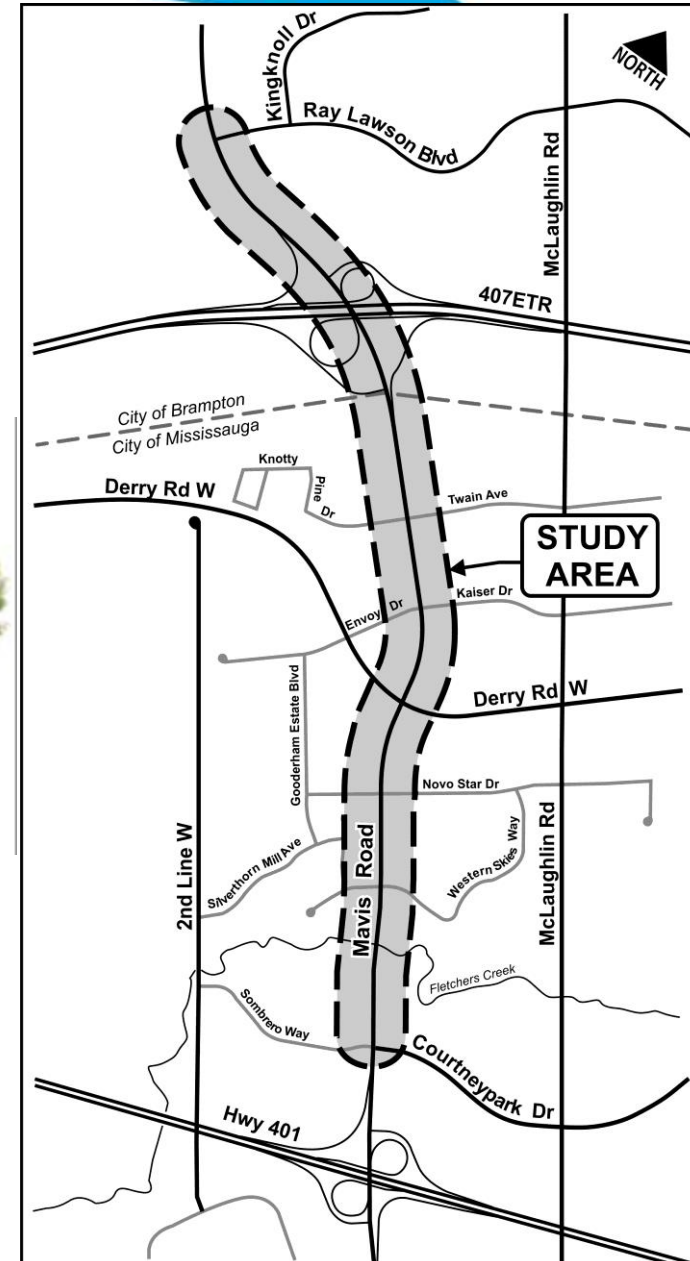 Kingknoll Dr
NORTH
Ray Lawson Blvd
McLaughlin Rd
407ETR
City of Brampton
City of Mississauga
Knotty
Pine
Dr
Derry Rd W
Twain Ave
STUDY
AREA
Envoy Dr
Kaiser Dr
Derry Rd W
Gooderham Estate Blvd
Novo Star Dr
Silverthorn Mill Ave
Western Skies Way
2nd Line W
Mavis Road
McLaughlin Rd
Fletchers Creek
Sombrero Way
Courtneypark Dr
Hwy 401